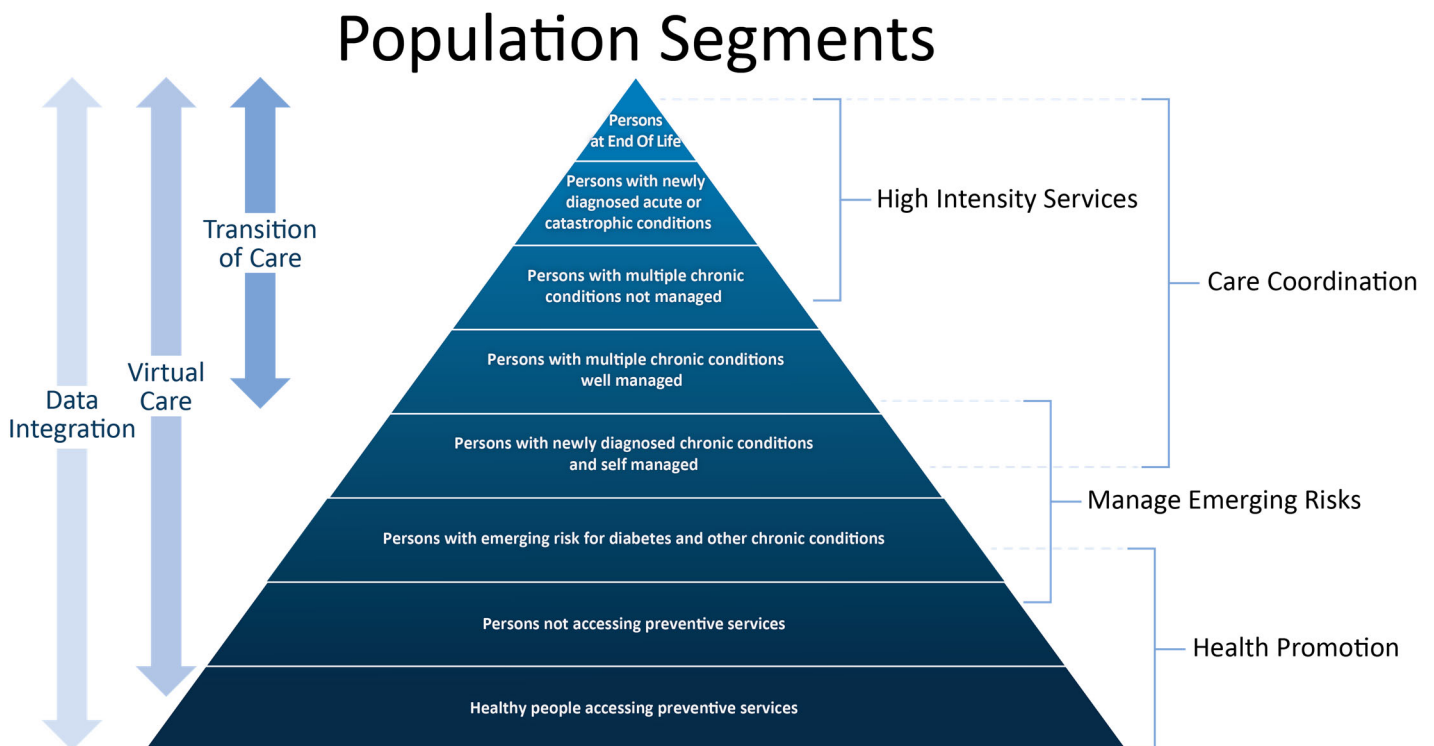 Population Segments
Persons
at End Of Life
Persons with newly
diagnosed acute or
catastrophic conditions
Persons with multiple chronic
conditions not managed
Persons with multiple chronic conditions
well managed
Persons with newly diagnosed chronic conditions
and self managed
Persons with emerging risk for diabetes and other chronic conditions
Persons not accessing preventive services
Healthy people accessing preventive services
Data
Integration
Virtual
Care
Transition
of Care
High Intensity Services
Care Coordination
Manage Emerging Risks
Health Promotion